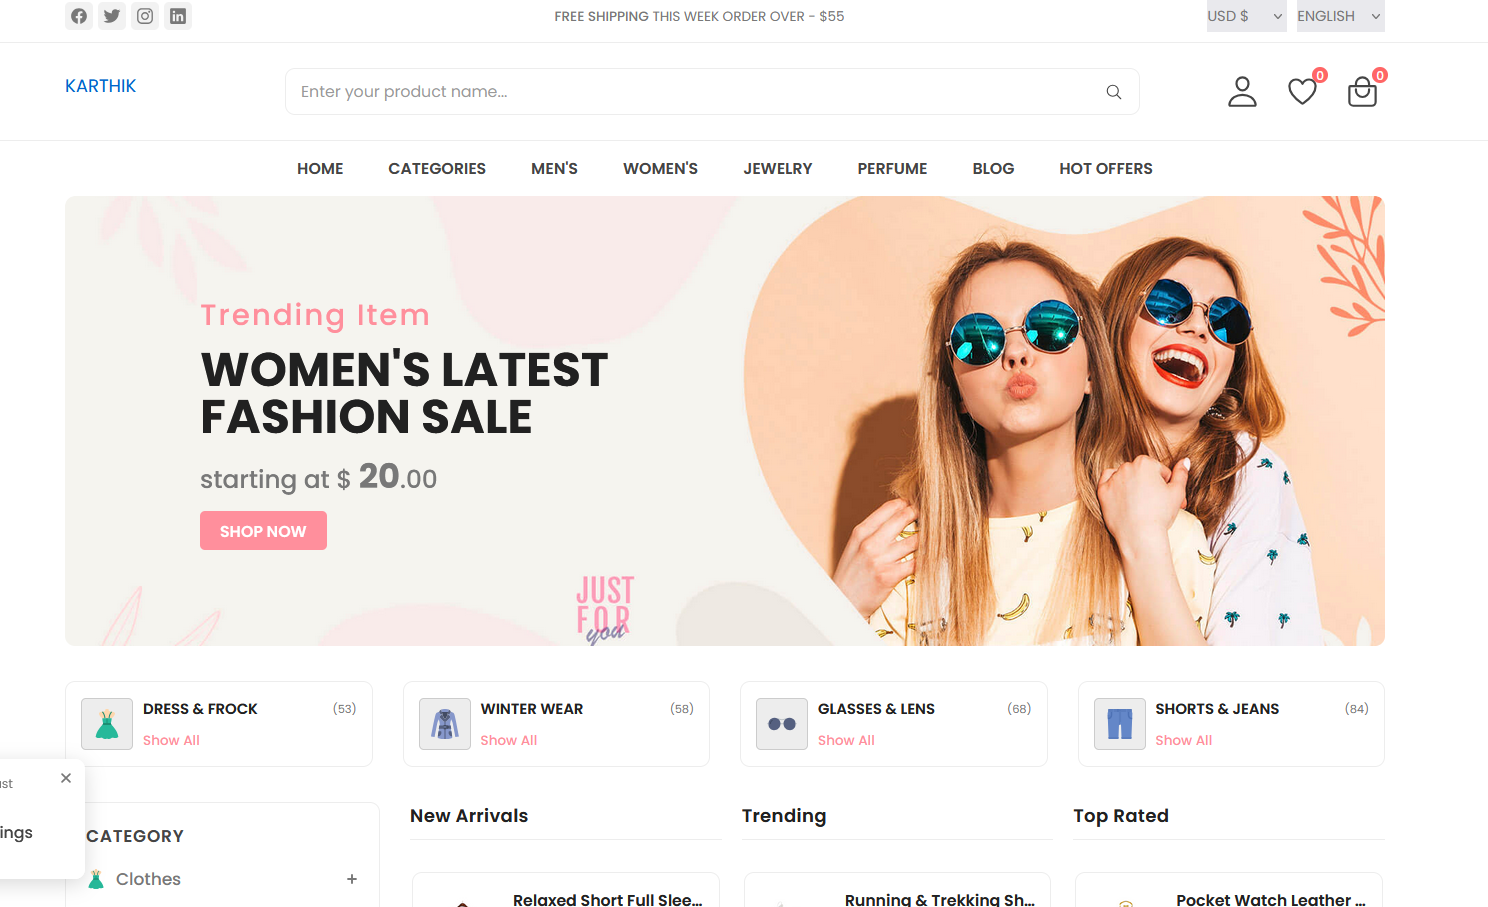 FREE SHIPPING THIS WEEK ORDER OVER - $55
USD $
ENGLISH
KARTHIK
Enter your product name...
0
0
HOME
CATEGORIES
MEN'S
WOMEN'S
JEWELRY
PERFUME
BLOG
HOT OFFERS
Trending Item
WOMEN'S LATEST
FASHION SALE
starting at $ 20.00
SHOP NOW
JUST
FOR
you
DRESS & FROCK
(53)
Show All
WINTER WEAR
(58)
Show All
GLASSES & LENS
(68)
Show All
SHORTS & JEANS
(84)
Show All
ings
CATEGORY
Clothes
+
New Arrivals
Trending
Top Rated
Relaxed Short Full Slee...
Running & Trekking Sh...
Pocket Watch Leather ...